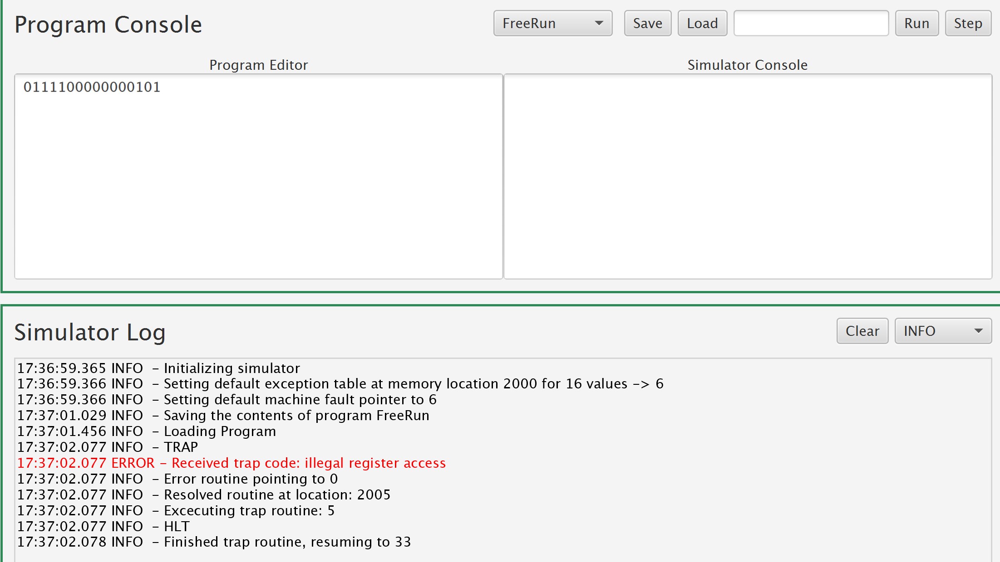 Program Console
FreeRun Save Load Run Step
Program Editor
Simulator Console
0111100000000101
Simulator Log
Clear INFO
17:36:59.365 INFO - Initializing simulator
17:36:59.366 INFO - Setting default exception table at memory location 2000 for 16 values -> 6
17:36:59.366 INFO - Setting default machine fault pointer to 6
17:37:01.029 INFO - Saving the contents of program FreeRun
17:37:01.456 INFO - Loading Program
17:37:02.077 INFO - TRAP
17:37:02.077 ERROR - Received trap code: illegal register access
17:37:02.077 INFO - Error routine pointing to 0
17:37:02.077 INFO - Resolved routine at location: 2005
17:37:02.077 INFO - Excecuting trap routine: 5
17:37:02.077 INFO - HLT
17:37:02.078 INFO - Finished trap routine, resuming to 33